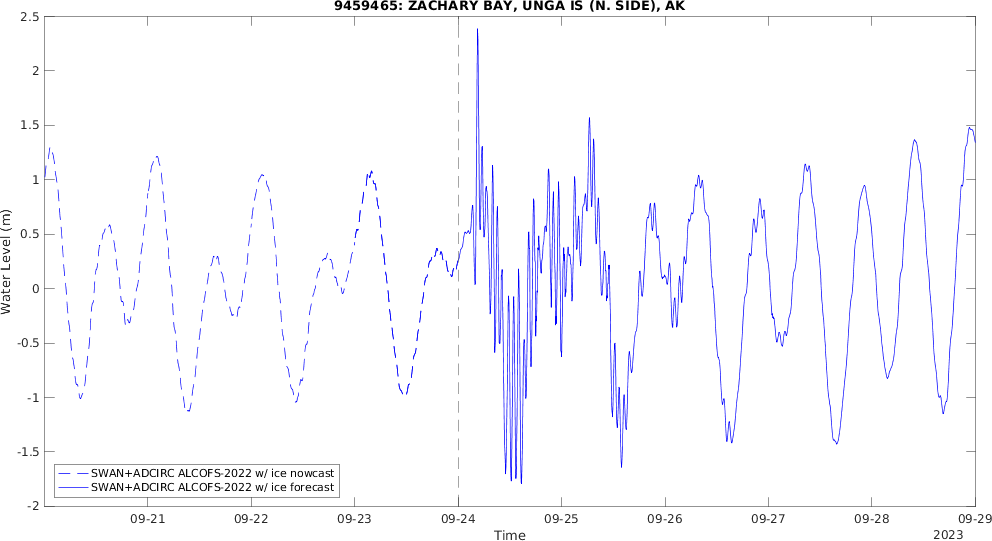 9459465: ZACHARY BAY, UNGA IS (N. SIDE), AK
2.5
2
1.5
1
0.5
0
-0.5
-1
-1.5
-2
Water Level (m)
SWAN+ADCIRC ALCOFS-2022 w/ ice nowcast
SWAN+ADCIRC ALCOFS-2022 w/ ice forecast
09-21 09-22 09-23 09-24 09-25 09-26 09-27 09-28 09-29
Time
2023